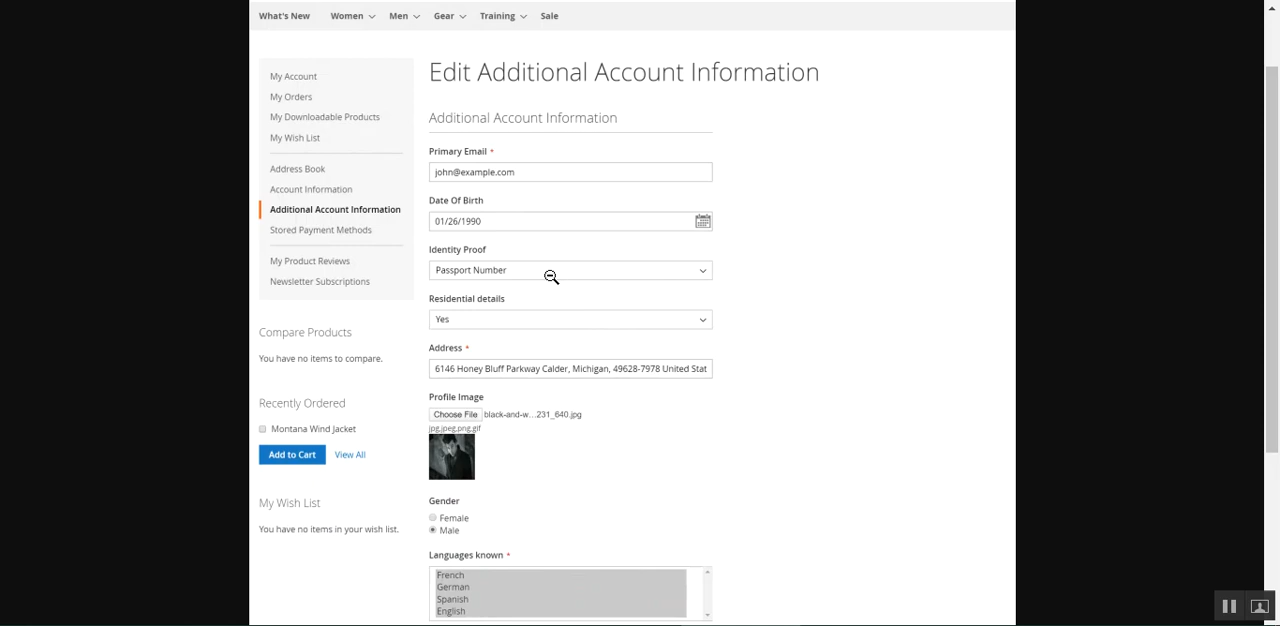 What's New Women Men Gear Training Sale
My Account
My Orders
My Downloadable Products
My Wish List
Address Book
Account Information
Additional Account Information
Stored Payment Methods
My Product Reviews
Newsletter Subscriptions
Compare Products
You have no items to compare.
Recently Ordered
Montana Wind Jacket
Add to Cart View All
My Wish List
You have no items in your wish list.
Edit Additional Account Information
Additional Account Information
Primary Email *
john@example.com
Date Of Birth
01/26/1990
Identity Proof
Passport Number
Residential details
Yes
Address *
6146 Honey Bluff Parkway Calder, Michigan, 49628-7978 United Stat
Profile Image
Choose File black-and-w...231_640.jpg
jpg,jpeg,png,gif
Gender
Female
Male
Languages known *
French
German
Spanish
English